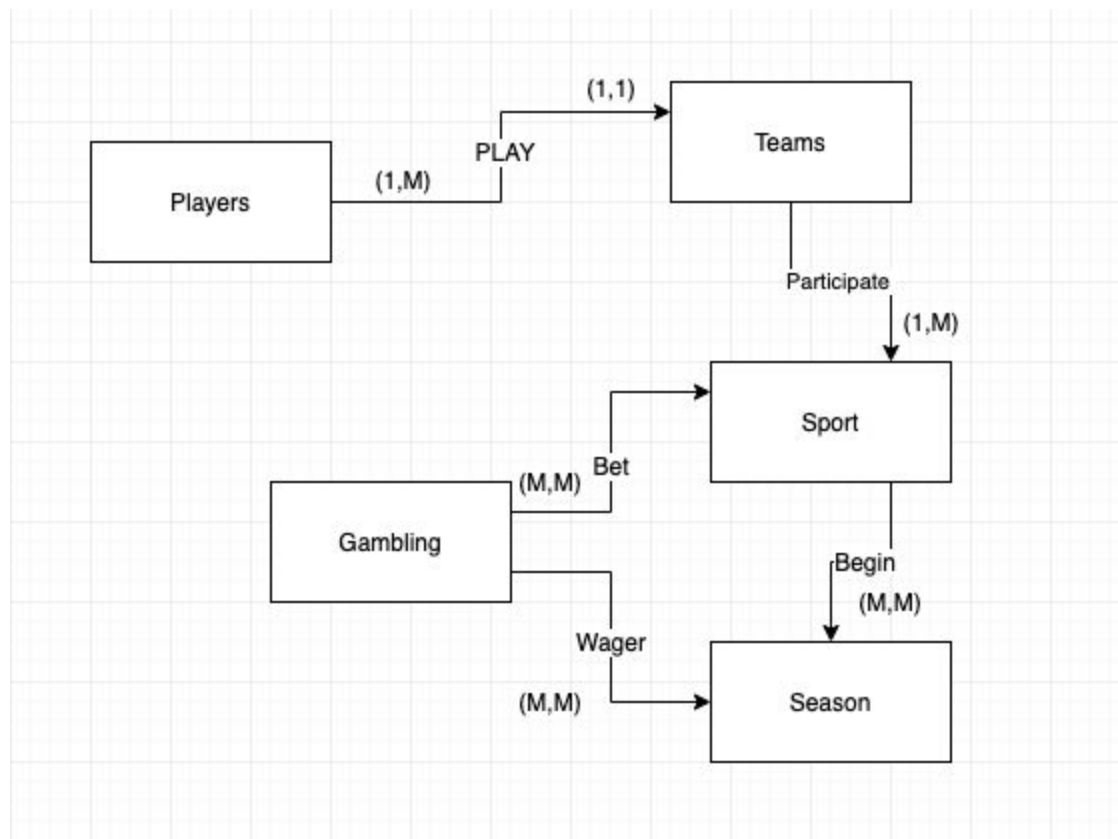 (1,1)
Teams
PLAY
(1,M)
Players
Participate
(1,M)
Sport
Bet
(M,M)
Gambling
Begin
(M,M)
Wager
(M,M)
Season